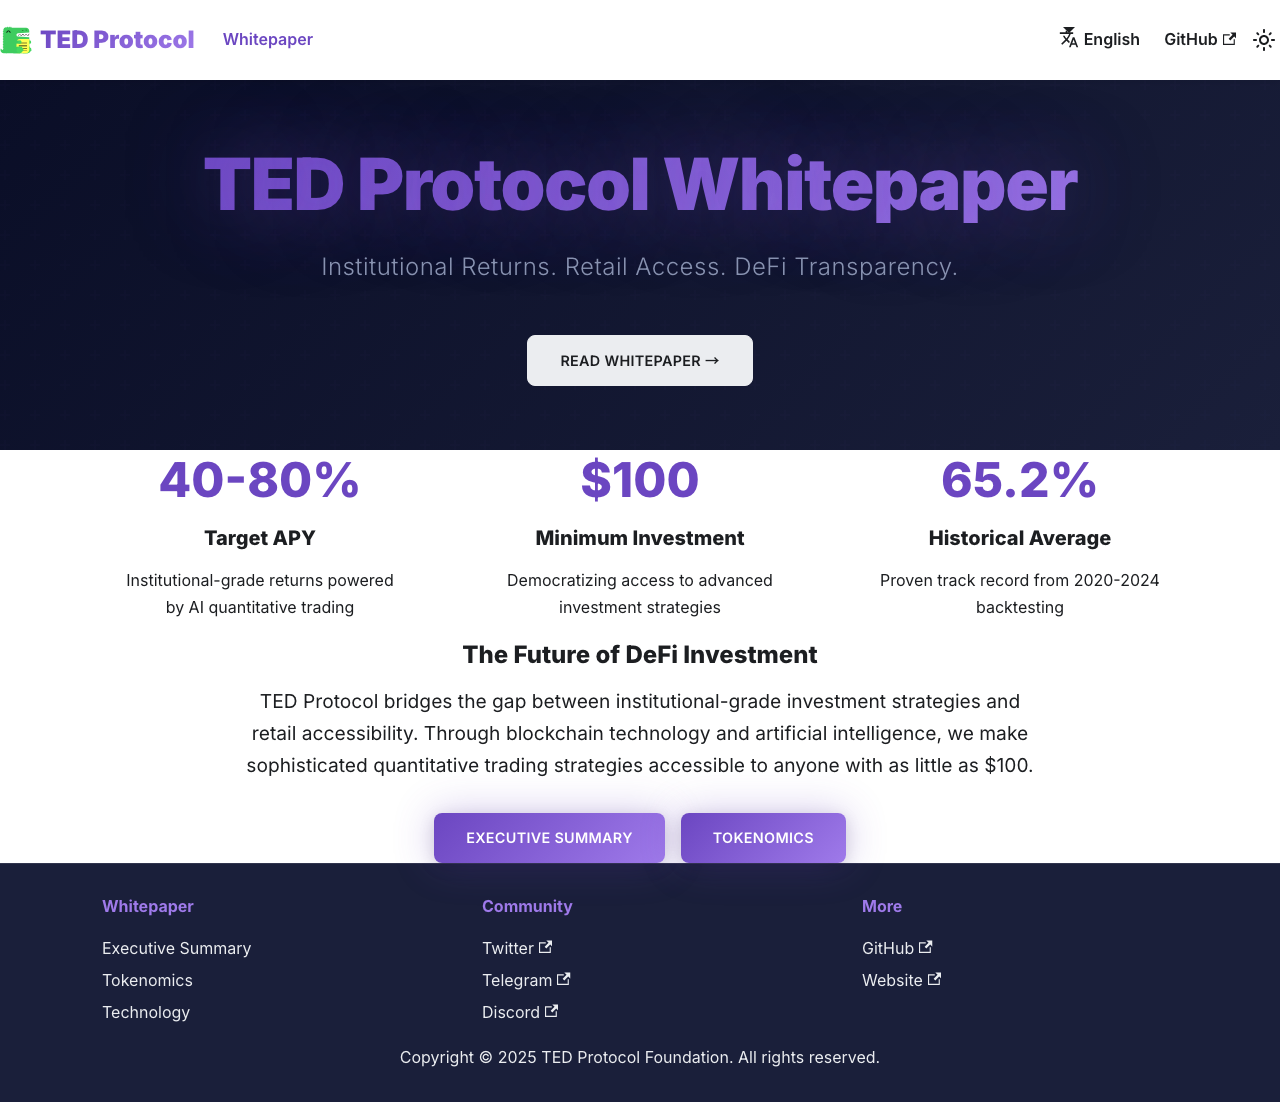 TED Protocol
Whitepaper
English
GitHub
TED Protocol Whitepaper
Institutional Returns. Retail Access. DeFi Transparency.
READ WHITEPAPER →
40-80%
Target APY
Institutional-grade returns powered
by AI quantitative trading
$100
Minimum Investment
Democratizing access to advanced
investment strategies
65.2%
Historical Average
Proven track record from 2020-2024
backtesting
The Future of DeFi Investment
TED Protocol bridges the gap between institutional-grade investment strategies and
retail accessibility. Through blockchain technology and artificial intelligence, we make
sophisticated quantitative trading strategies accessible to anyone with as little as $100.
EXECUTIVE SUMMARY
TOKENOMICS
Whitepaper
Executive Summary
Tokenomics
Technology
Community
Twitter
Telegram
Discord
More
GitHub
Website
Copyright © 2025 TED Protocol Foundation. All rights reserved.